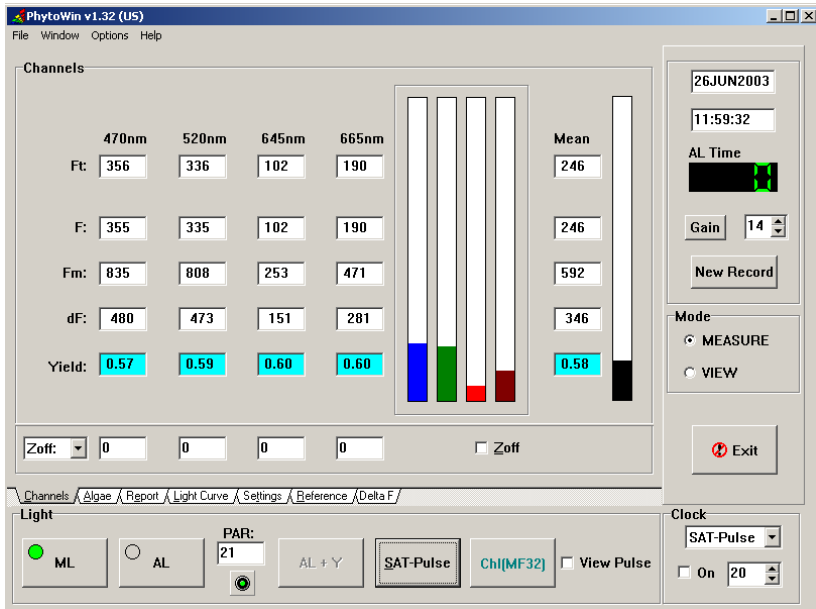 PhytoWin v1.32 (US)
File Window Options Help
Channels
470nm 520nm 645nm 665nm Mean
Ft: 356 336 102 190 246
F: 355 335 102 190 246
Fm: 835 808 253 471 592
dF: 480 473 151 281 346
Yield: 0.57 0.59 0.60 0.60 0.58
Zoff: 0 0 0 0 Zoff
Channels Algae Report Light Curve Settings Reference Delta F
26JUN2003
11:59:32
AL Time
0
Gain 14
New Record
Mode
MEASURE
VIEW
Exit
Light
ML AL PAR: 21 AL + Y SAT-Pulse Chl(MF32) View Pulse
Clock
SAT-Pulse
On 20